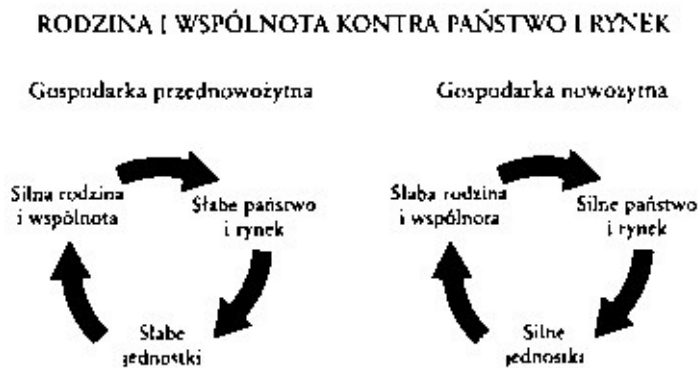 RODZINA I WSPÓLNOTA KONTRA PAŃSTWO I RYNEK
Gospodarka przednowożytna
Silna rodzina
i wspólnota
Słabe państwo
i rynek
Słabe
jednostki
Gospodarka nowożytna
Słaba rodzina
i wspólnota
Silne państwo
i rynek
Silne
jednostki